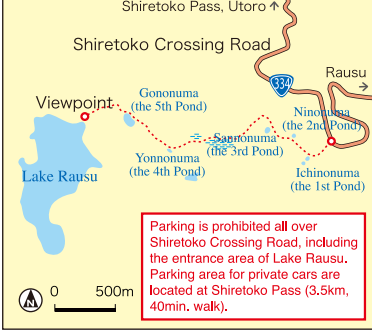 Shiretoko Pass, Utoro ↑
Shiretoko Crossing Road
334
Rausu
→
Viewpoint
Gononuma
(the 5th Pond)
Ninonuma
(the 2nd Pond)
Sannonuma
(the 3rd Pond)
Yonnonuma
(the 4th Pond)
Ichinonuma
(the 1st Pond)
Lake Rausu
Parking is prohibited all over
Shiretoko Crossing Road, including
the entrance area of Lake Rausu.
Parking area for private cars are
located at Shiretoko Pass (3.5km,
40min. walk).
N
0 500m